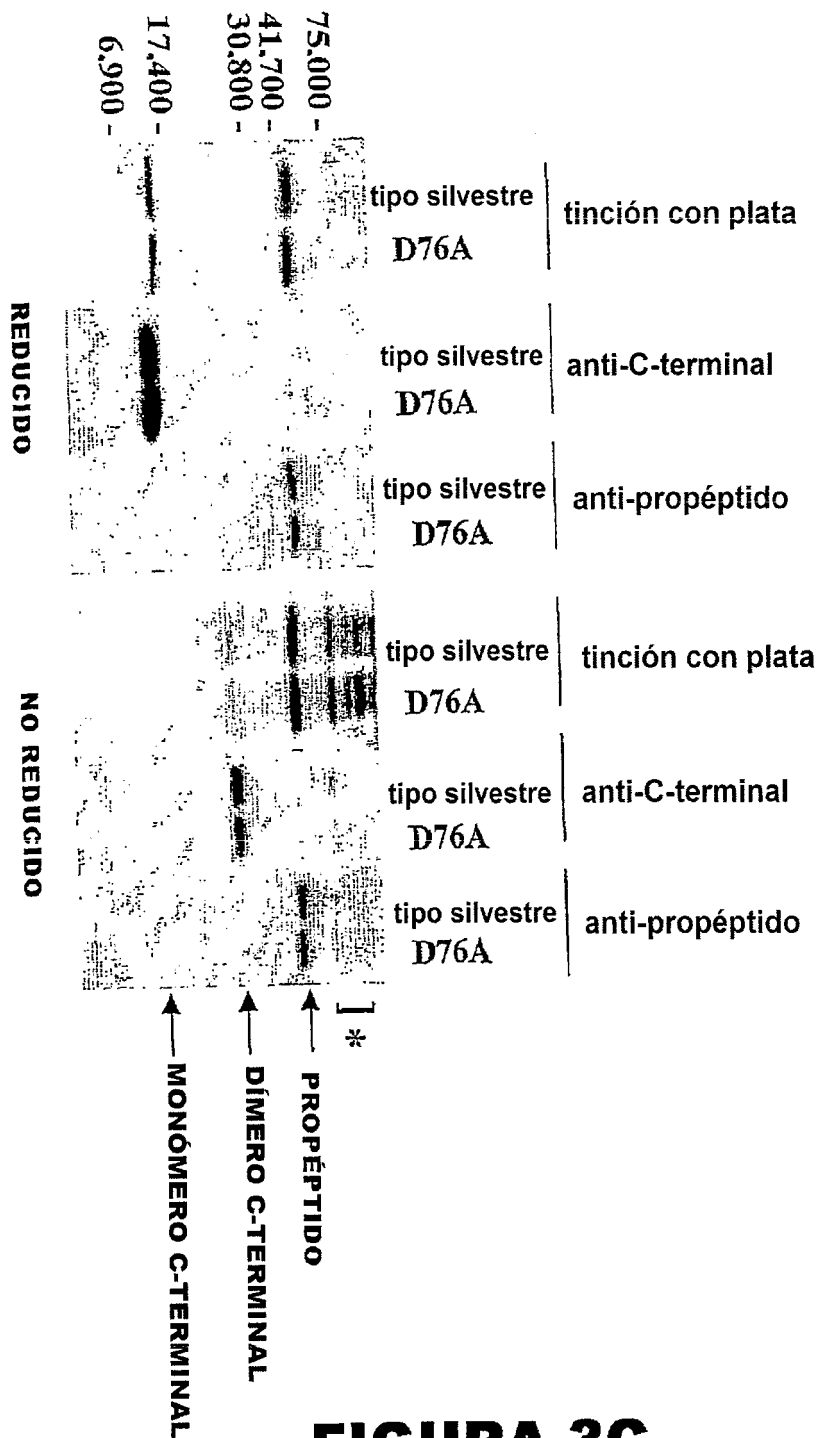 75.000 -
41.700 -
30.800 -
17.400 -
6.900 -
tipo silvestre
D76A
tinción con plata
tipo silvestre
D76A
anti-C-terminal
tipo silvestre
D76A
anti-propéptido
REDUCIDO
tipo silvestre
D76A
tinción con plata
tipo silvestre
D76A
anti-C-terminal
tipo silvestre
D76A
anti-propéptido
NO REDUCIDO
*
PROPÉPTIDO
DÍMERO C-TERMINAL
MONÓMERO C-TERMINAL
FIGURA 3C